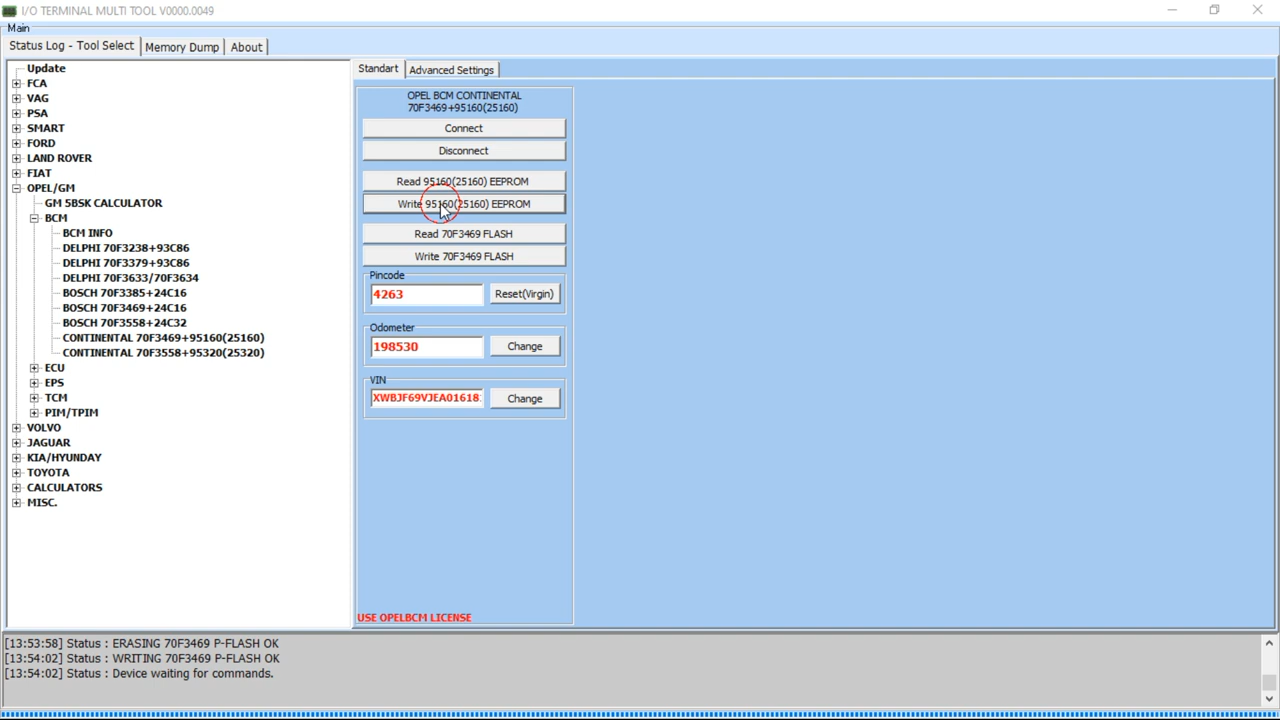 I/O TERMINAL MULTI TOOL V0000.0049
Main
Status Log - Tool Select
Memory Dump
About
Update
FCA
VAG
PSA
SMART
FORD
LAND ROVER
FIAT
OPEL/GM
GM 5BSK CALCULATOR
BCM
BCM INFO
DELPHI 70F3238+93C86
DELPHI 70F3379+93C86
DELPHI 70F3633/70F3634
BOSCH 70F3385+24C16
BOSCH 70F3469+24C16
BOSCH 70F3558+24C32
CONTINENTAL 70F3469+95160(25160)
CONTINENTAL 70F3558+95320(25320)
ECU
EPS
TCM
PIM/TPIM
VOLVO
JAGUAR
KIA/HYUNDAY
TOYOTA
CALCULATORS
MISC.
Standart
Advanced Settings
OPEL BCM CONTINENTAL
70F3469+95160(25160)
Connect
Disconnect
Read 95160(25160) EEPROM
Write 95160(25160) EEPROM
Read 70F3469 FLASH
Write 70F3469 FLASH
Pincode
4263
Reset(Virgin)
Odometer
198530
Change
VIN
XWBJF69VJEA01618
Change
USE OPELBCM LICENSE
[13:53:58] Status : ERASING 70F3469 P-FLASH OK
[13:54:02] Status : WRITING 70F3469 P-FLASH OK
[13:54:02] Status : Device waiting for commands.